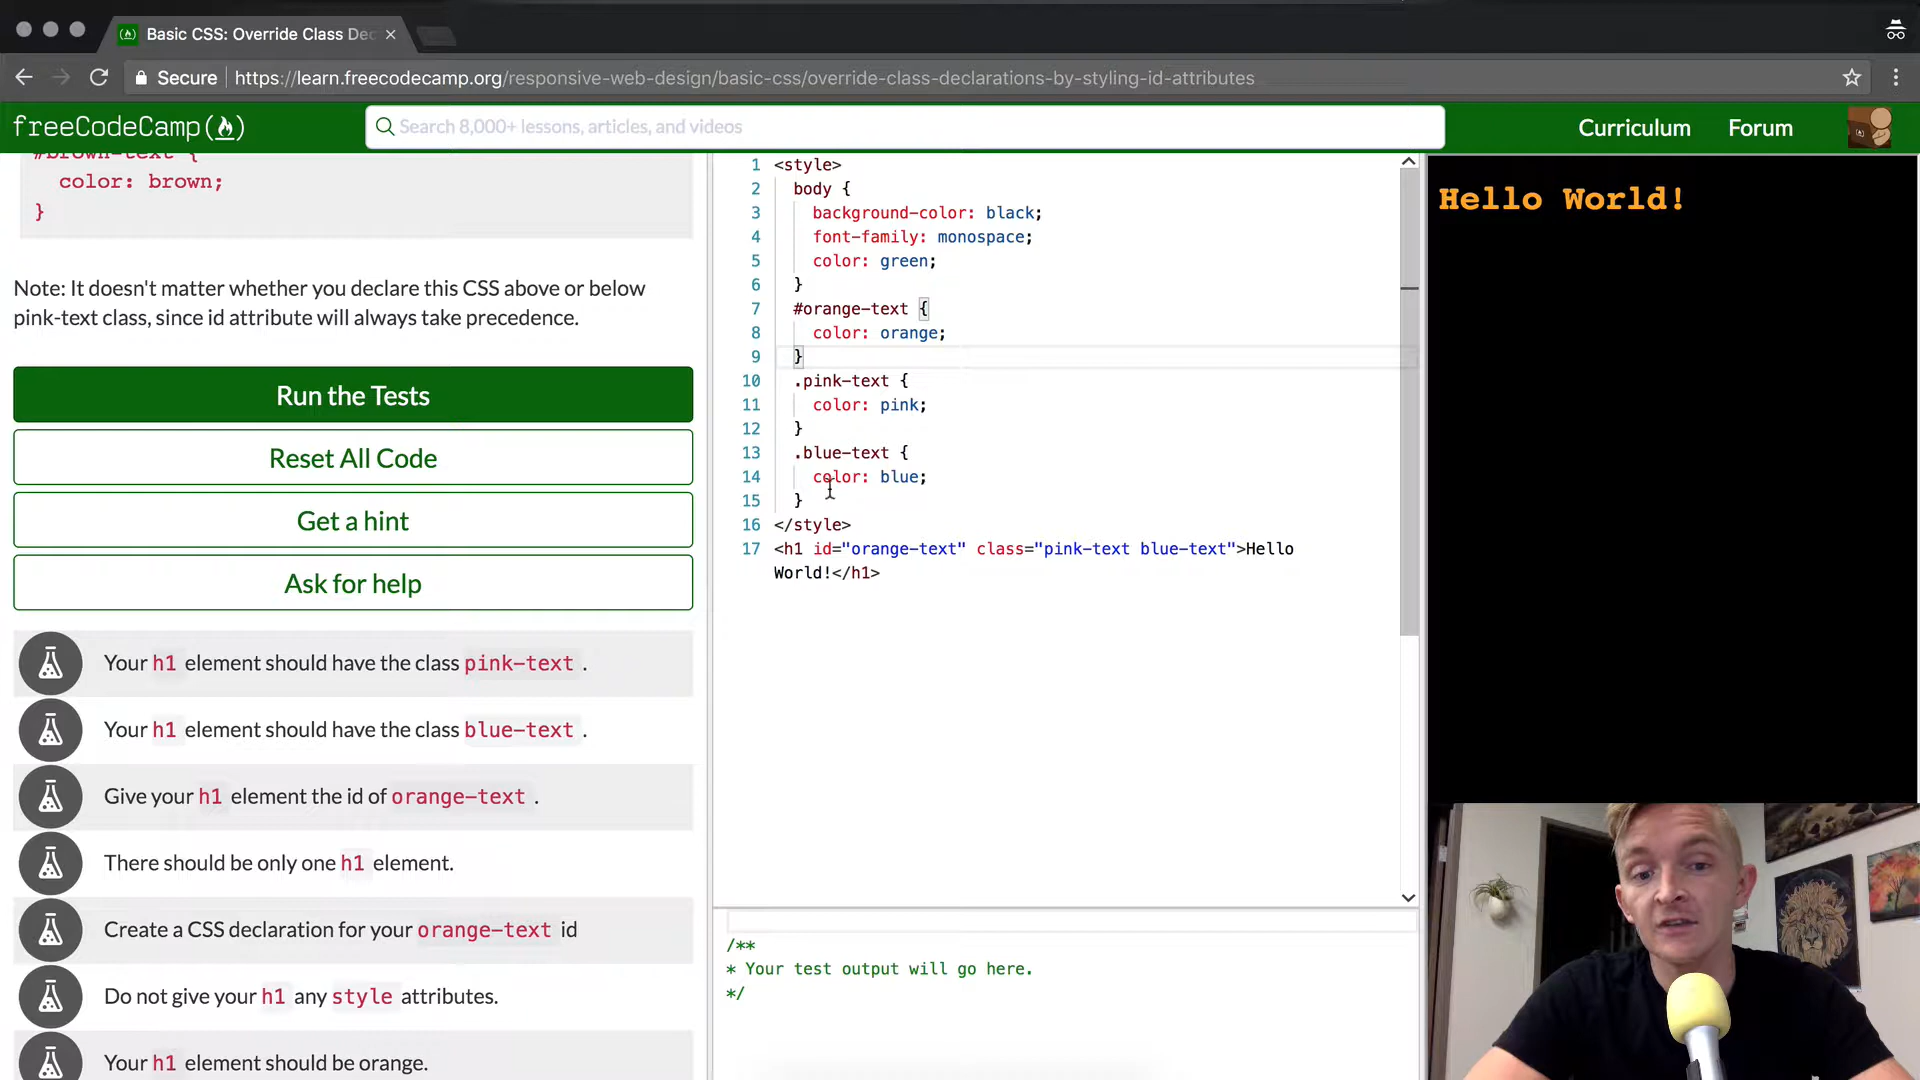 Basic CSS: Override Class Dec
Secure
https://learn.freecodecamp.org/responsive-web-design/basic-css/override-class-declarations-by-styling-id-attributes
freeCodeCamp
Search 8,000+ lessons, articles, and videos
Curriculum
Forum
#brown-text {
color: brown;
}
Note: It doesn't matter whether you declare this CSS above or below
pink-text class, since id attribute will always take precedence.
Run the Tests
Reset All Code
Get a hint
Ask for help
Your h1 element should have the class pink-text .
Your h1 element should have the class blue-text .
Give your h1 element the id of orange-text .
There should be only one h1 element.
Create a CSS declaration for your orange-text id
Do not give your h1 any style attributes.
Your h1 element should be orange.
1 <style>
2 body {
3 background-color: black;
4 font-family: monospace;
5 color: green;
6 }
7 #orange-text {
8 color: orange;
9 }
10 .pink-text {
11 color: pink;
12 }
13 .blue-text {
14 color: blue;
15 }
16 </style>
17 <h1 id="orange-text" class="pink-text blue-text">Hello
World!</h1>
/**
* Your test output will go here.
*/
Hello World!